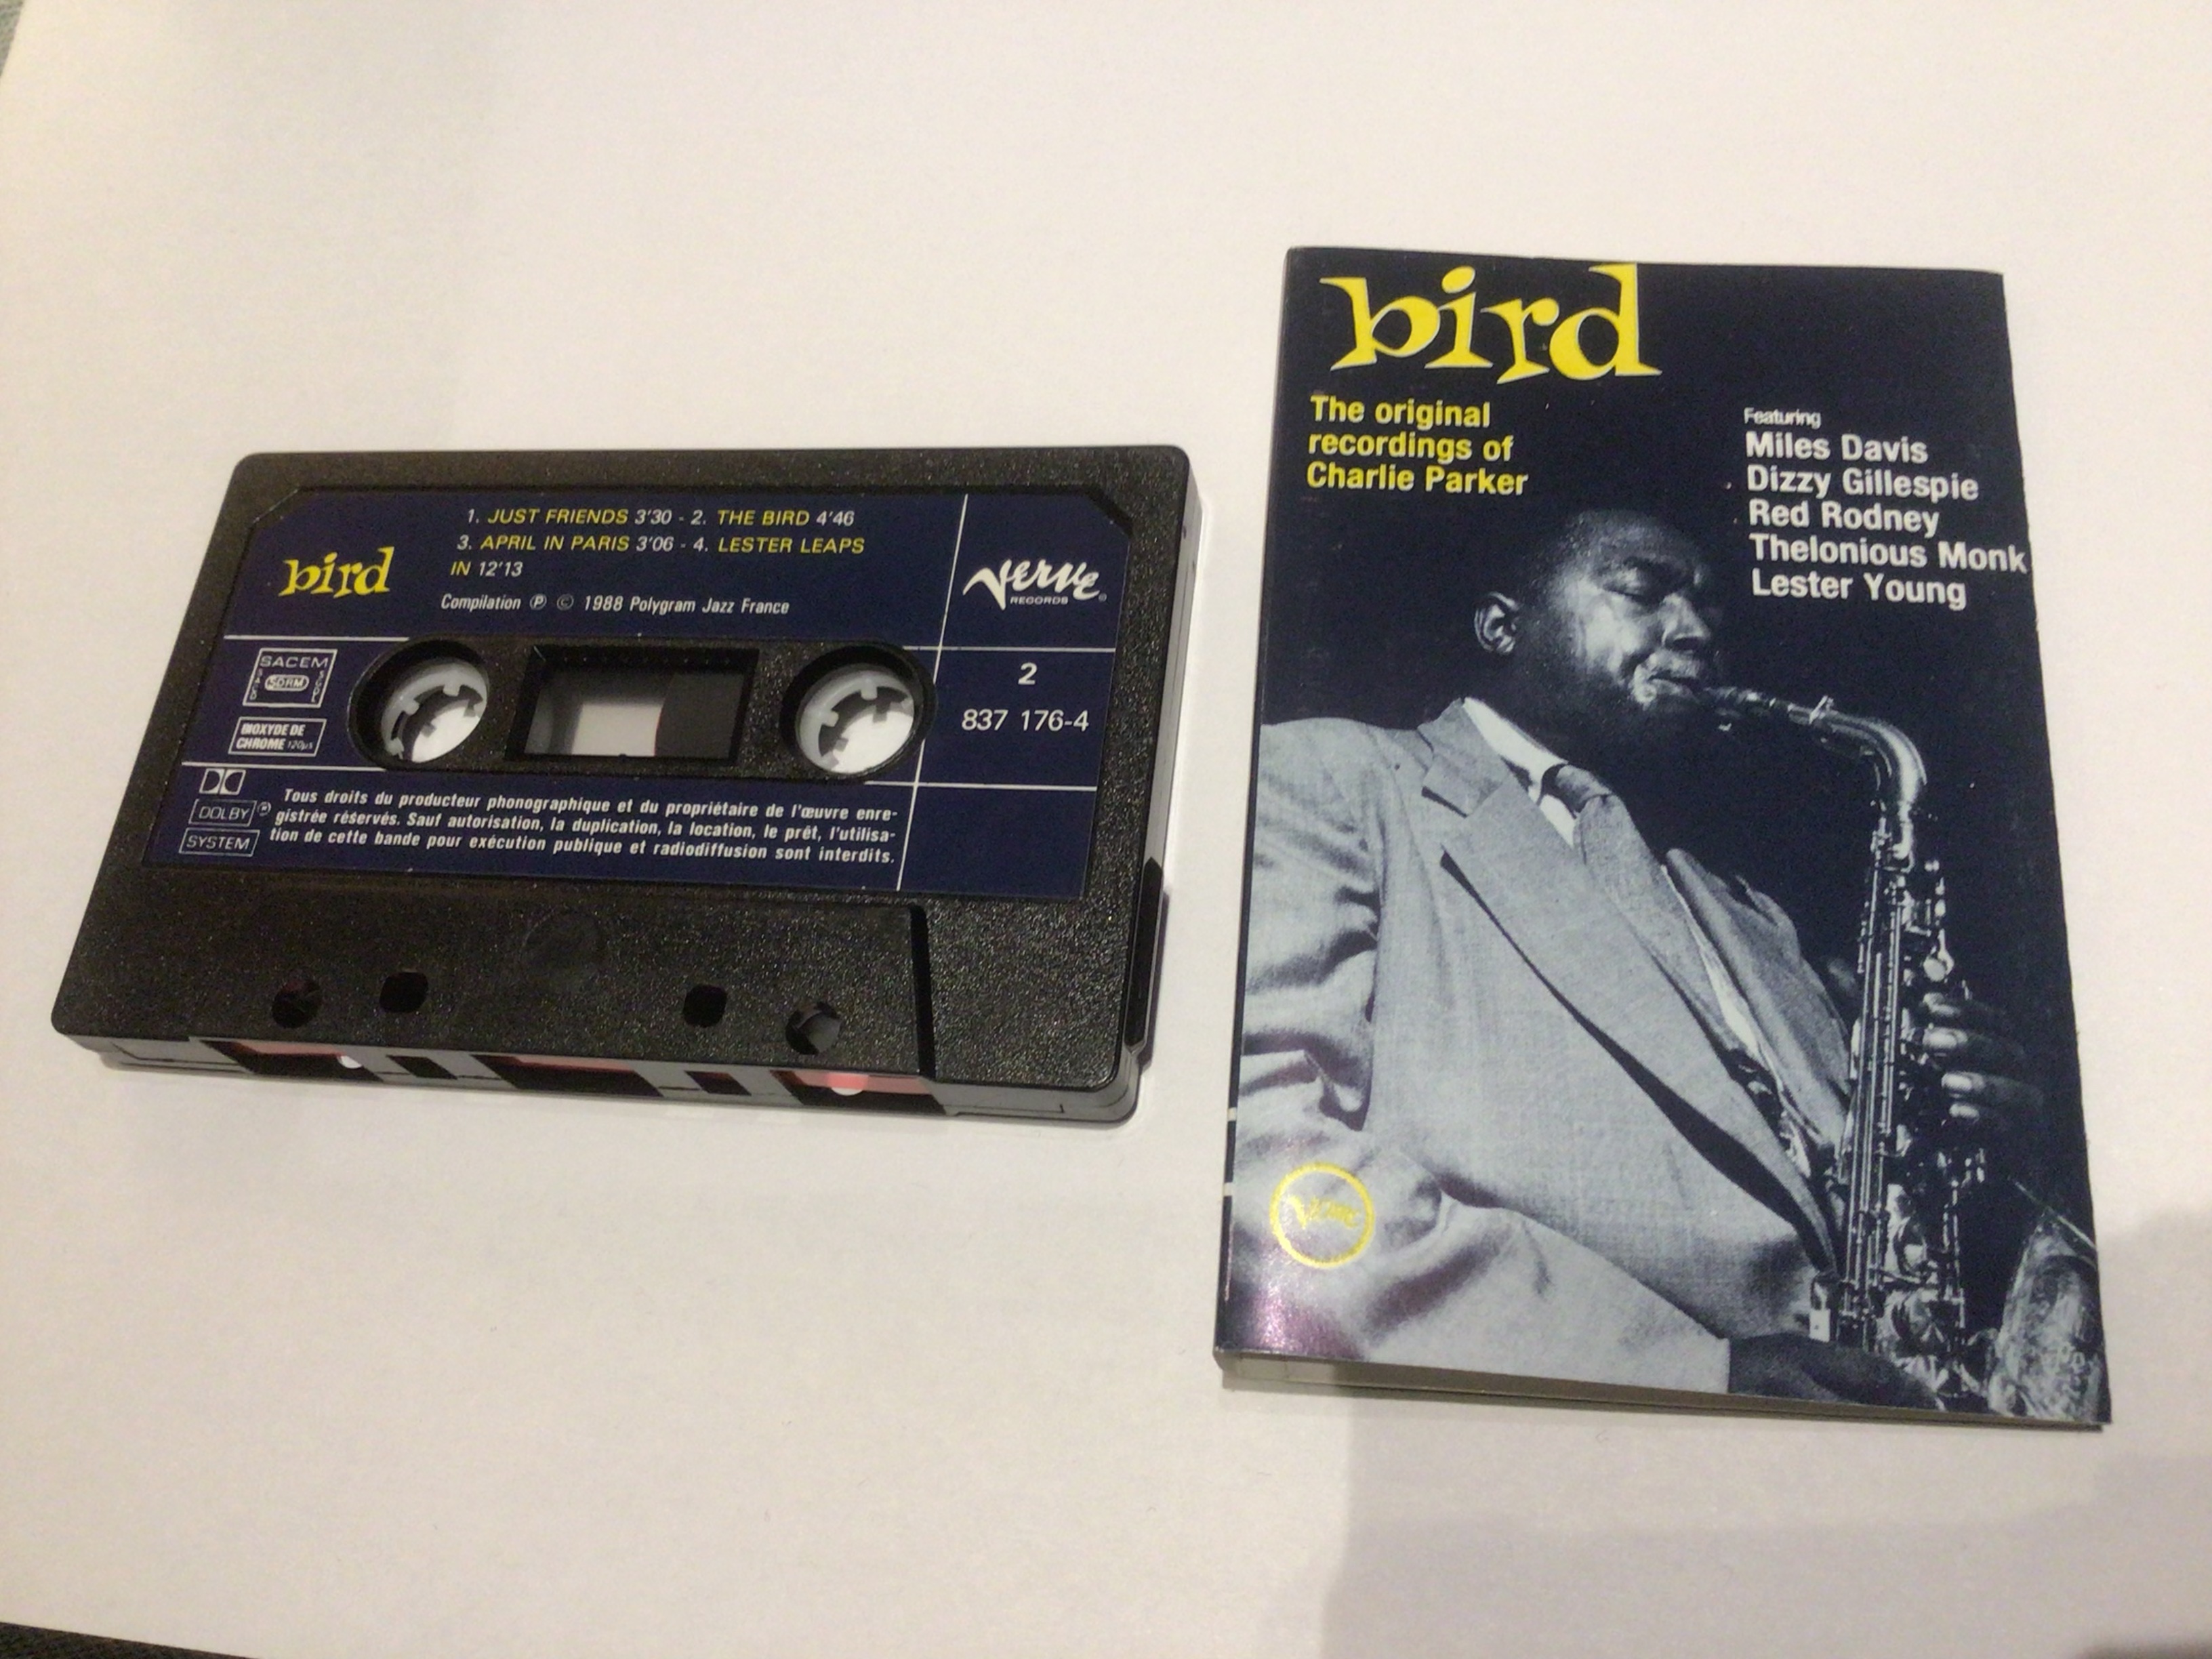 bird
1. JUST FRIENDS 3'30 - 2. THE BIRD 4'46
3. APRIL IN PARIS 3'06 - 4. LESTER LEAPS
IN 12'13
Compilation ℗ © 1988 Polygram Jazz France
Verve
RECORDS
SACEM
SDRM
SACD
SGDL
2
837 176-4
BIOXYDE DE
CHROME 120µs
DOLBY
SYSTEM
Tous droits du producteur phonographique et du propriétaire de l'œuvre enre-
gistrée réservés. Sauf autorisation, la duplication, la location, le prêt, l'utilisa-
tion de cette bande pour exécution publique et radiodiffusion sont interdits.
bird
The original
recordings of
Charlie Parker
Featuring
Miles Davis
Dizzy Gillespie
Red Rodney
Thelonious Monk
Lester Young
Verve